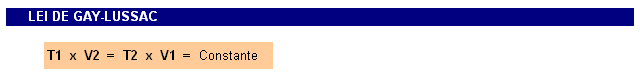 LEI DE GAY-LUSSAC
T1 x V2 = T2 x V1 = Constante